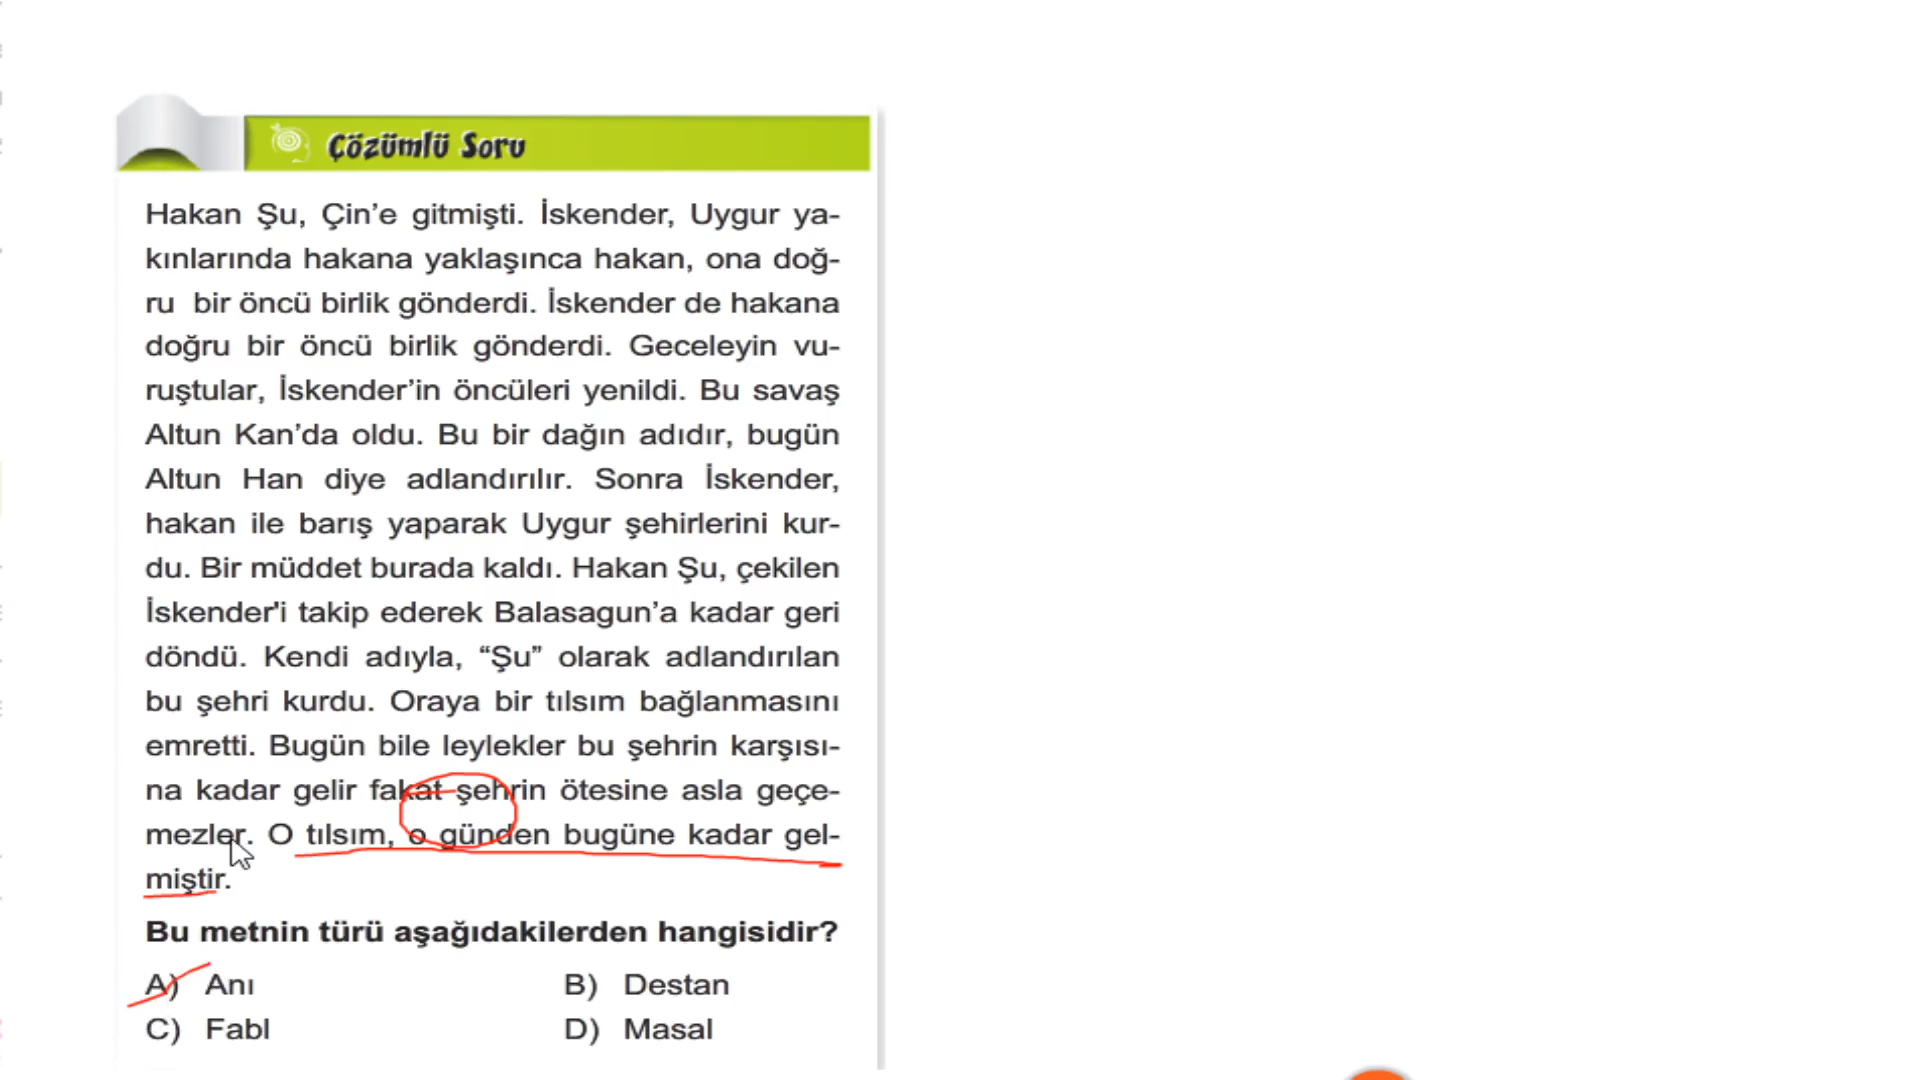 Çözümlü Soru
Hakan Şu, Çin’e gitmişti. İskender, Uygur ya-
kınlarında hakana yaklaşınca hakan, ona doğ-
ru bir öncü birlik gönderdi. İskender de hakana
doğru bir öncü birlik gönderdi. Geceleyin vu-
ruştular, İskender’in öncüleri yenildi. Bu savaş
Altun Kan’da oldu. Bu bir dağın adıdır, bugün
Altun Han diye adlandırılır. Sonra İskender,
hakan ile barış yaparak Uygur şehirlerini kur-
du. Bir müddet burada kaldı. Hakan Şu, çekilen
İskender'i takip ederek Balasagun’a kadar geri
döndü. Kendi adıyla, “Şu” olarak adlandırılan
bu şehri kurdu. Oraya bir tılsım bağlanmasını
emretti. Bugün bile leylekler bu şehrin karşısı-
na kadar gelir fakat şehrin ötesine asla geçe-
mezler. O tılsım, o günden bugüne kadar gel-
miştir.
Bu metnin türü aşağıdakilerden hangisidir?
A) Anı B) Destan
C) Fabl D) Masal